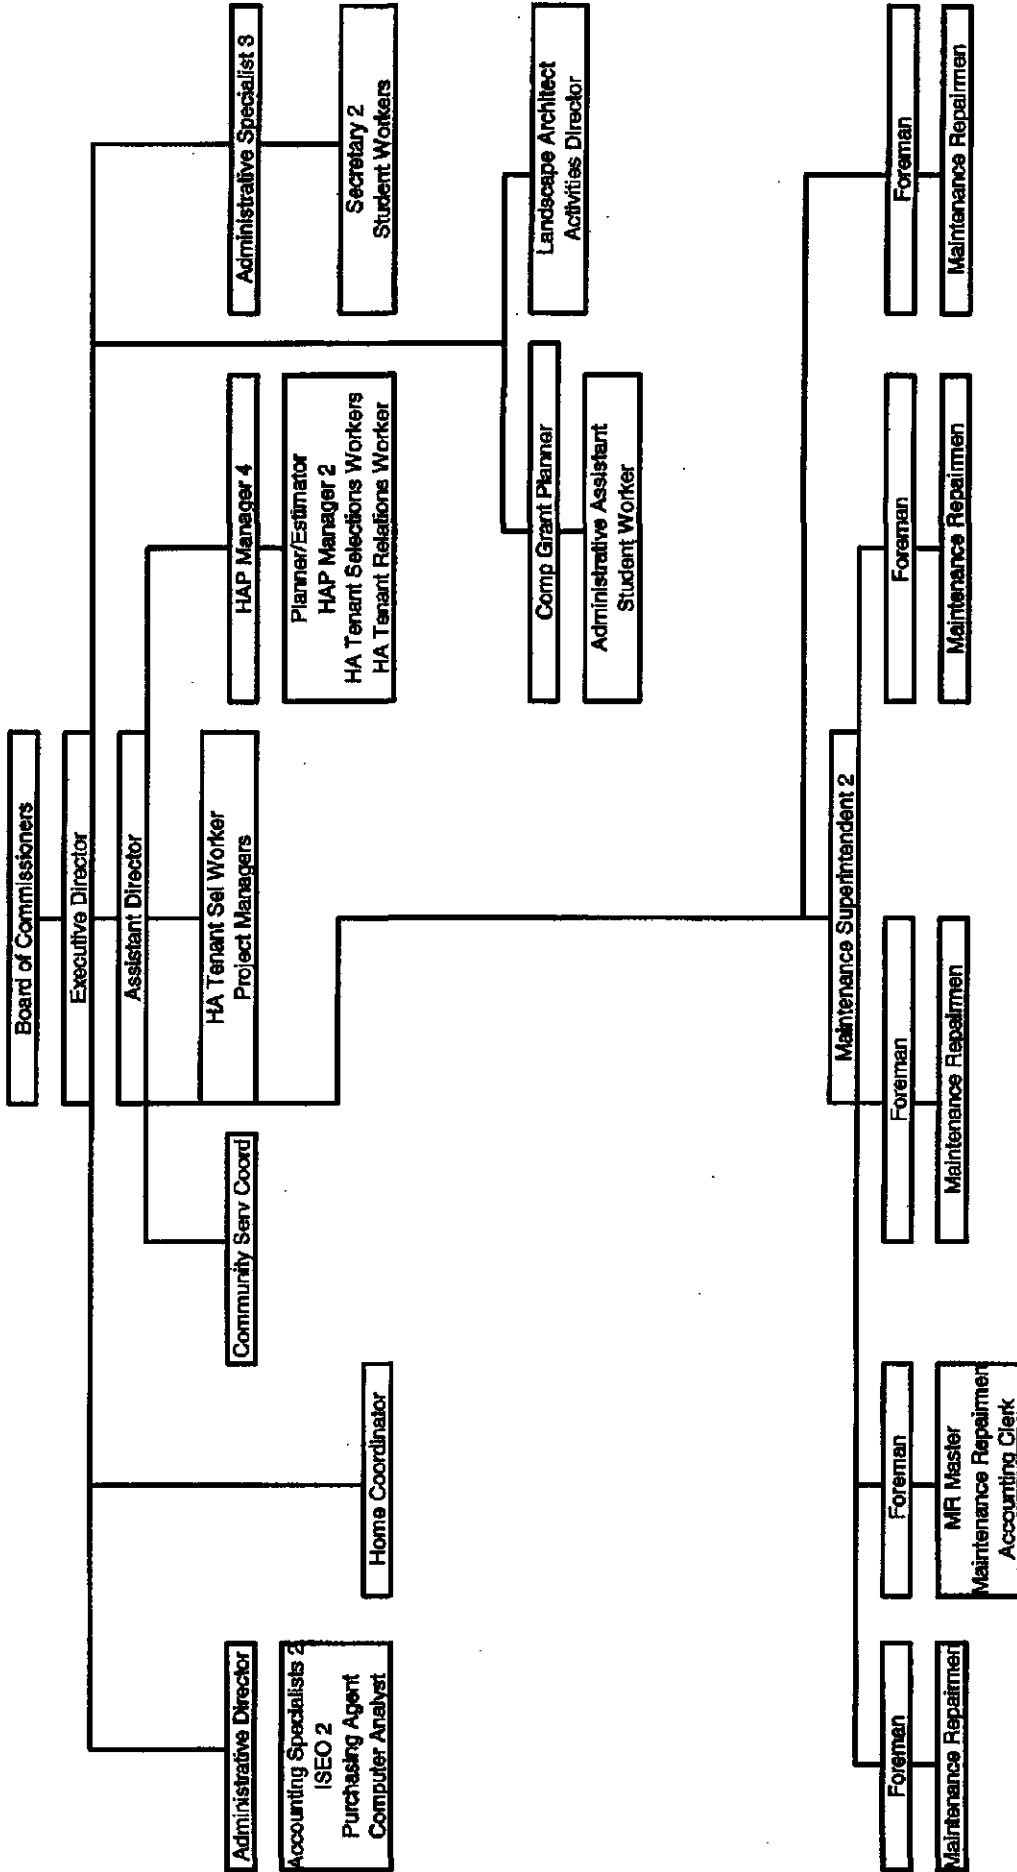 Board of Commissioners
Executive Director
Assistant Director
HA Tenant Sel Worker
Project Managers
Administrative Director
Accounting Specialists 2
ISEO 2
Purchasing Agent
Computer Analyst
Home Coordinator
Community Serv Coord
HAP Manager 4
Planner/Estimator
HAP Manager 2
HA Tenant Selections Workers
HA Tenant Relations Worker
Administrative Specialist 3
Secretary 2
Student Workers
Comp Grant Planner
Administrative Assistant
Student Worker
Landscape Architect
Activities Director
Maintenance Superintendent 2
Foreman
Maintenance Repairmen
Foreman
MR Master
Maintenance Repairmen
Accounting Clerk
Foreman
Maintenance Repairmen
Foreman
Maintenance Repairmen
Foreman
Maintenance Repairmen